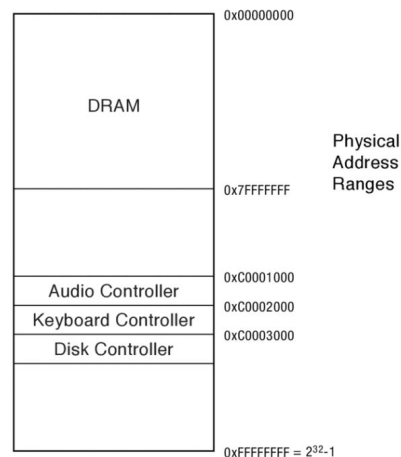 0x00000000
DRAM
Physical
Address
Ranges
0x7FFFFFFF
0xC0001000
Audio Controller
0xC0002000
Keyboard Controller
0xC0003000
Disk Controller
0xFFFFFFFF = 2³²-1